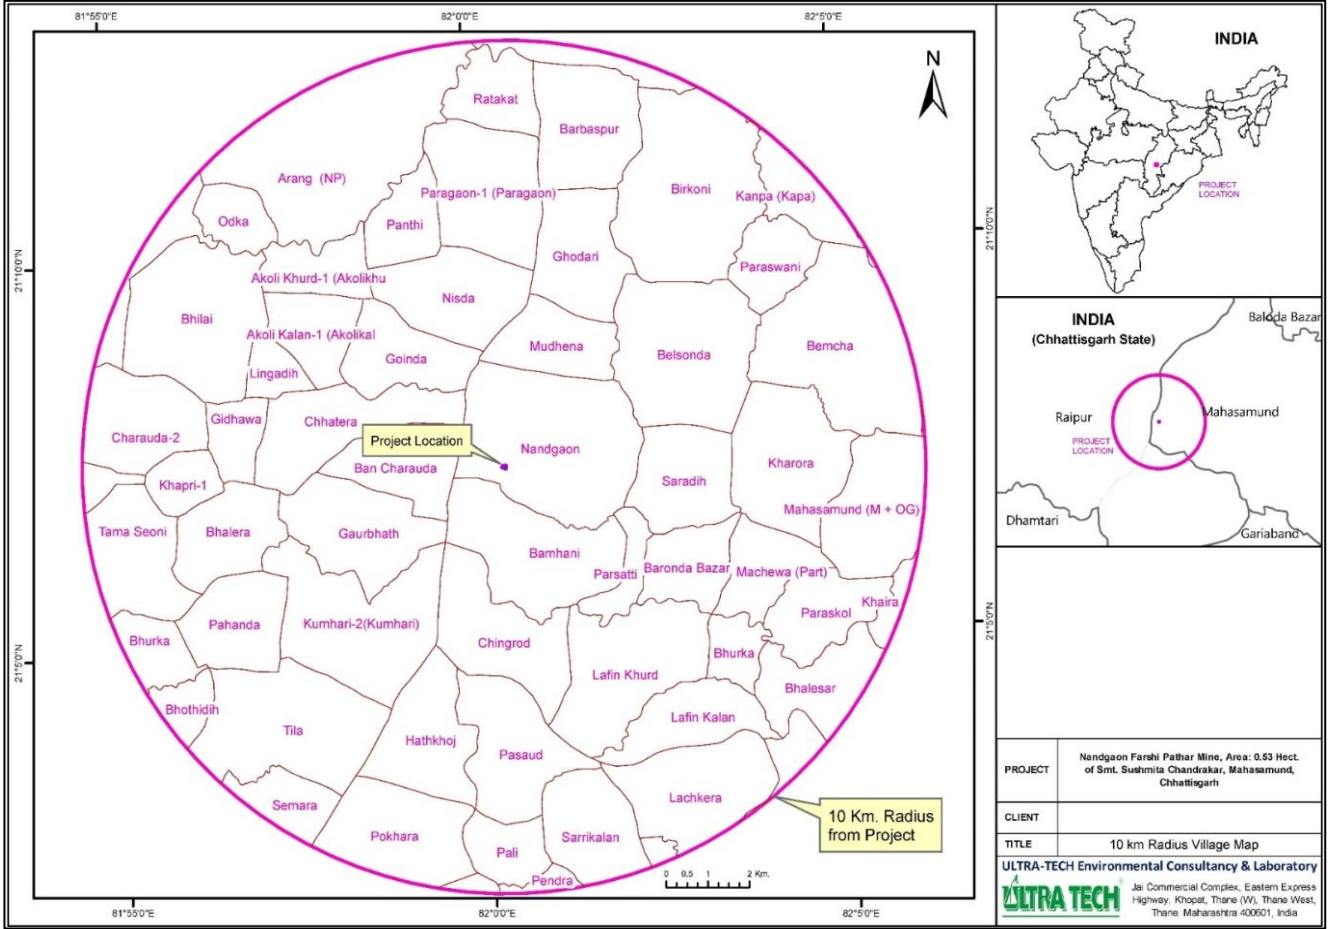 81°55'0"E
82°0'0"E
82°5'0"E
N
Ratakat
Barbaspur
Arang (NP)
Paragaon-1 (Paragaon)
Birkoni
Kanpa (Kapa)
Odka
Panthi
21°10'0"N
Ghodari
Paraswani
21°10'0"N
Akoli Khurd-1 (Akolikhu
Nisda
Bhilai
Akoli Kalan-1 (Akolikal
Mudhena
Bemcha
Goinda
Belsonda
Lingadih
Gidhawa
Chhatera
Charauda-2
Project Location
Nandgaon
Ban Charauda
Kharora
Khapri-1
Saradih
Mahasamund (M + OG)
Tama Seoni
Bhalera
Gaurbhath
Bamhani
Parsatti
Baronda Bazar
Machewa (Part)
Khaira
Paraskol
21°5'0"N
Pahanda
Kumhari-2(Kumhari)
Bhurka
Chingrod
Bhurka
21°5'0"N
Lafin Khurd
Bhalesar
Bhothidih
Lafin Kalan
Tila
Hathkhoj
Pasaud
Lachkera
Semara
10 Km. Radius
from Project
Pokhara
Sarrikalan
Pali
Pendra
0 0.5 1 2 Km.
81°55'0"E
82°0'0"E
82°5'0"E
INDIA
PROJECT
LOCATION
INDIA
(Chhattisgarh State)
Baloda Bazar
Raipur
Mahasamund
PROJECT
LOCATION
Dhamtari
Gariaband
PROJECT
Nandgaon Farshi Pathar Mine, Area: 0.53 Hect.
of Smt. Sushmita Chandrakar, Mahasamund,
Chhattisgarh
CLIENT
TITLE
10 km Radius Village Map
ULTRA-TECH Environmental Consultancy & Laboratory
ULTRA TECH
Jai Commercial Complex, Eastern Express
Highway, Khopat, Thane (W), Thane West,
Thane, Maharashtra 400601, India